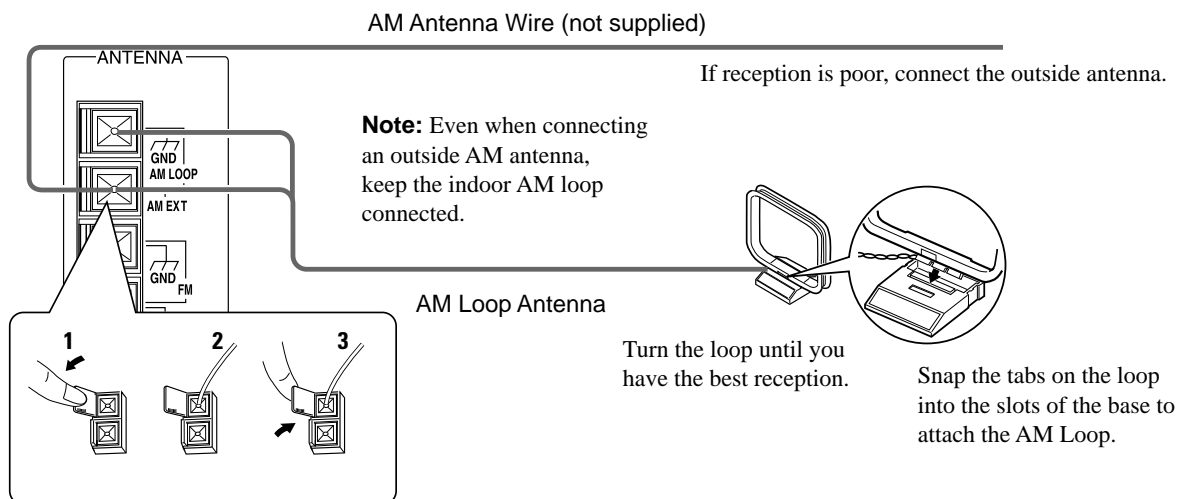 AM Antenna Wire (not supplied)
ANTENNA
If reception is poor, connect the outside antenna.
Note: Even when connecting
an outside AM antenna,
keep the indoor AM loop
connected.
GND
AM LOOP
AM EXT
GND
FM
AM Loop Antenna
1
2
3
Turn the loop until you
have the best reception.
Snap the tabs on the loop
into the slots of the base to
attach the AM Loop.